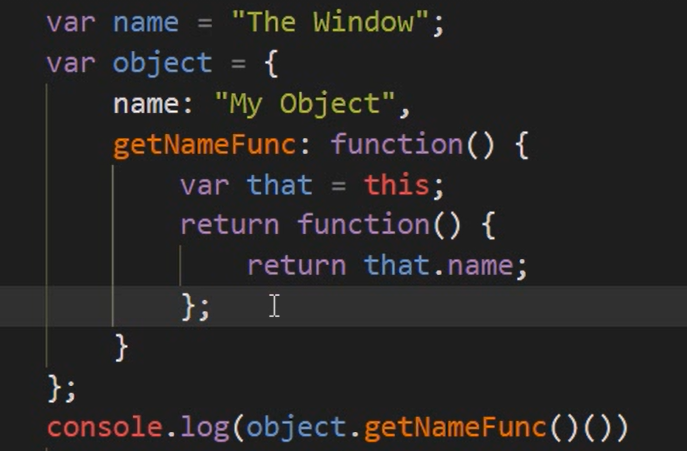 var name = "The Window";
var object = {
    name: "My Object",
    getNameFunc: function() {
        var that = this;
        return function() {
            return that.name;
        };
    }
};
console.log(object.getNameFunc()())